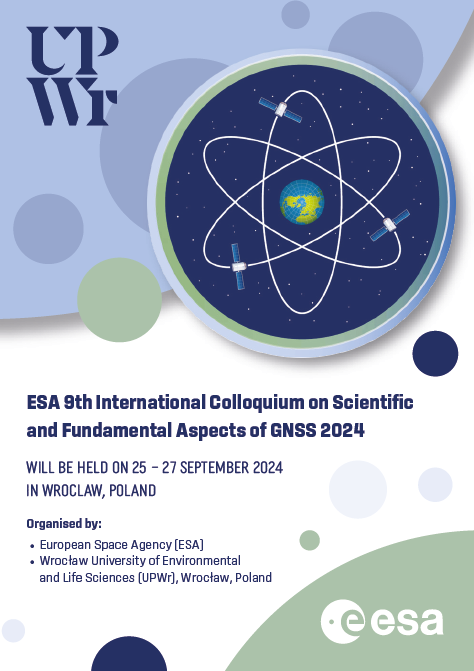 UP
Wr
ESA 9th International Colloquium on Scientific
and Fundamental Aspects of GNSS 2024
WILL BE HELD ON 25 – 27 SEPTEMBER 2024
IN WROCLAW, POLAND
Organised by:
• European Space Agency (ESA)
• Wrocław University of Environmental
and Life Sciences (UPWr), Wrocław, Poland
esa